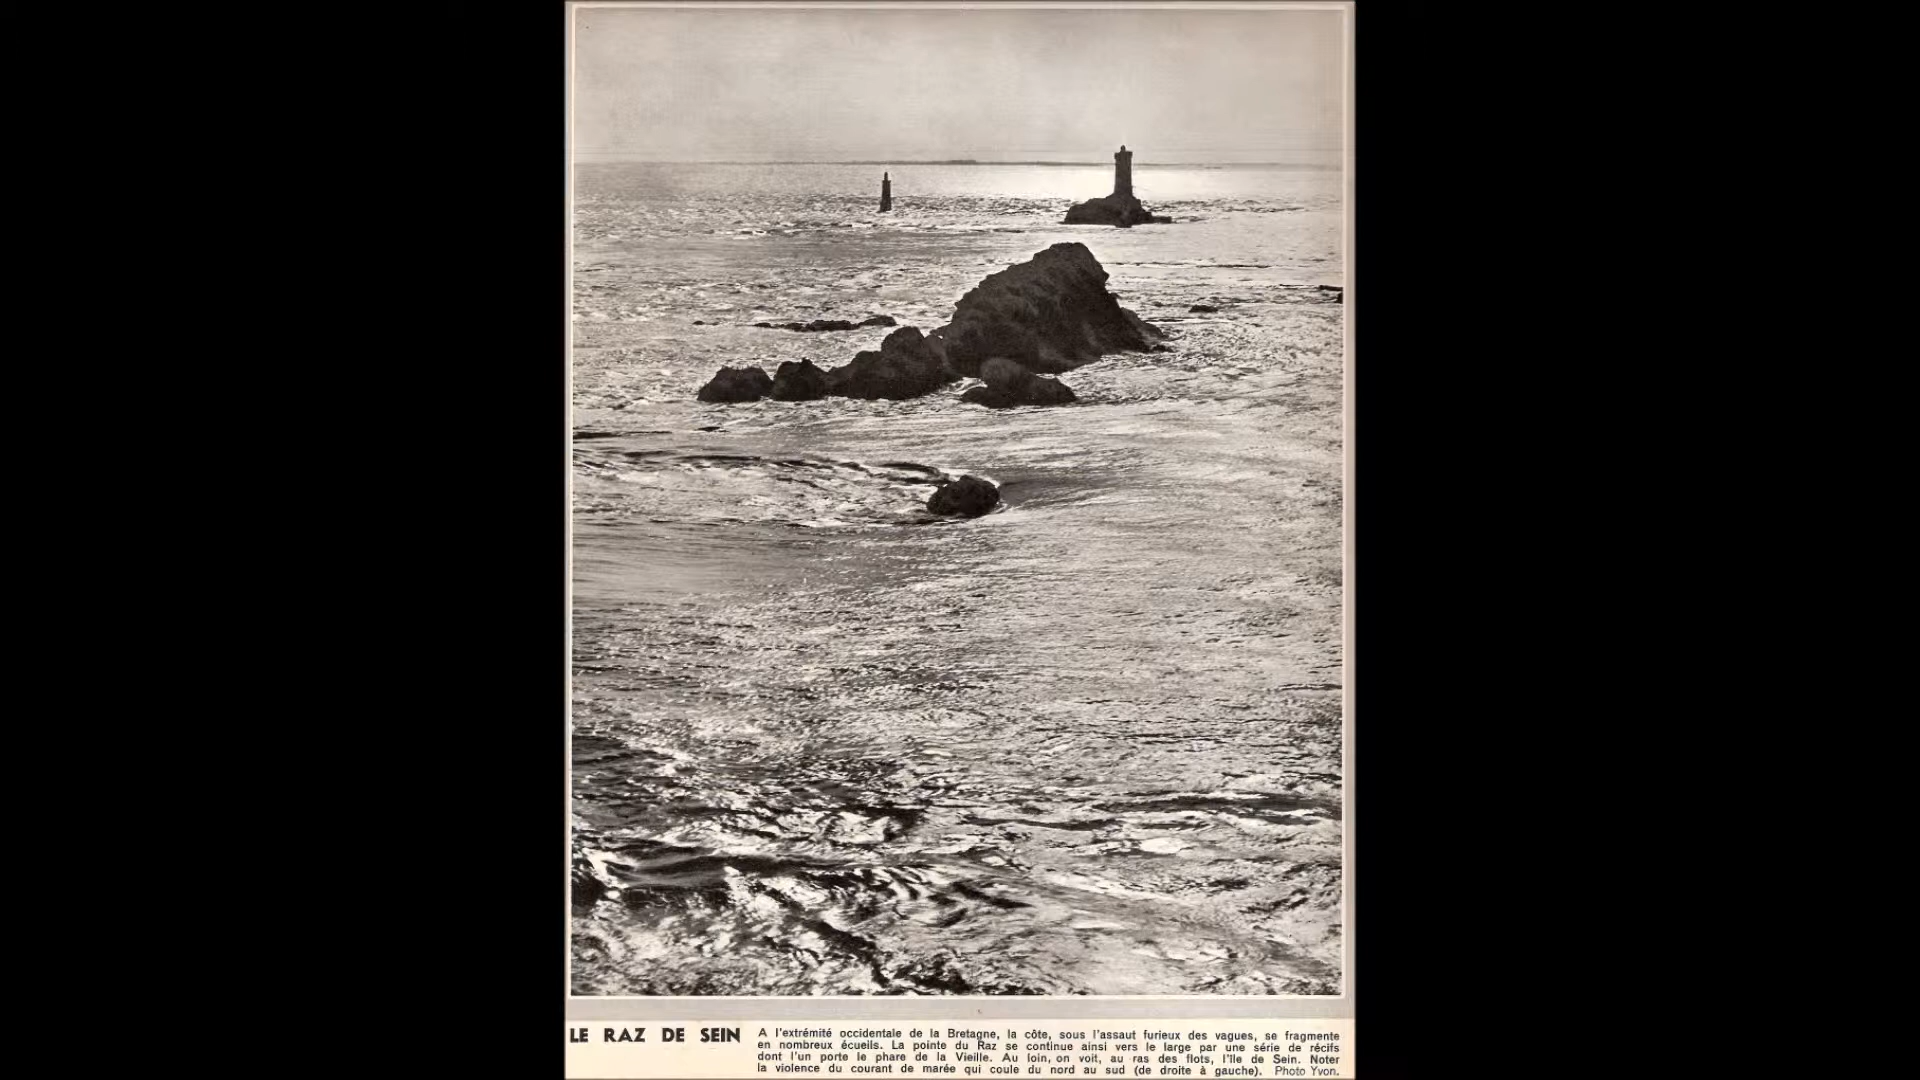 LE RAZ DE SEIN
A l'extrémité occidentale de la Bretagne, la côte, sous l'assaut furieux des vagues, se fragmente
en nombreux écueils. La pointe du Raz se continue ainsi vers le large par une série de récifs
dont l'un porte le phare de la Vieille. Au loin, on voit, au ras des flots, l'Ile de Sein. Noter
la violence du courant de marée qui coule du nord au sud (de droite à gauche). Photo Yvon.